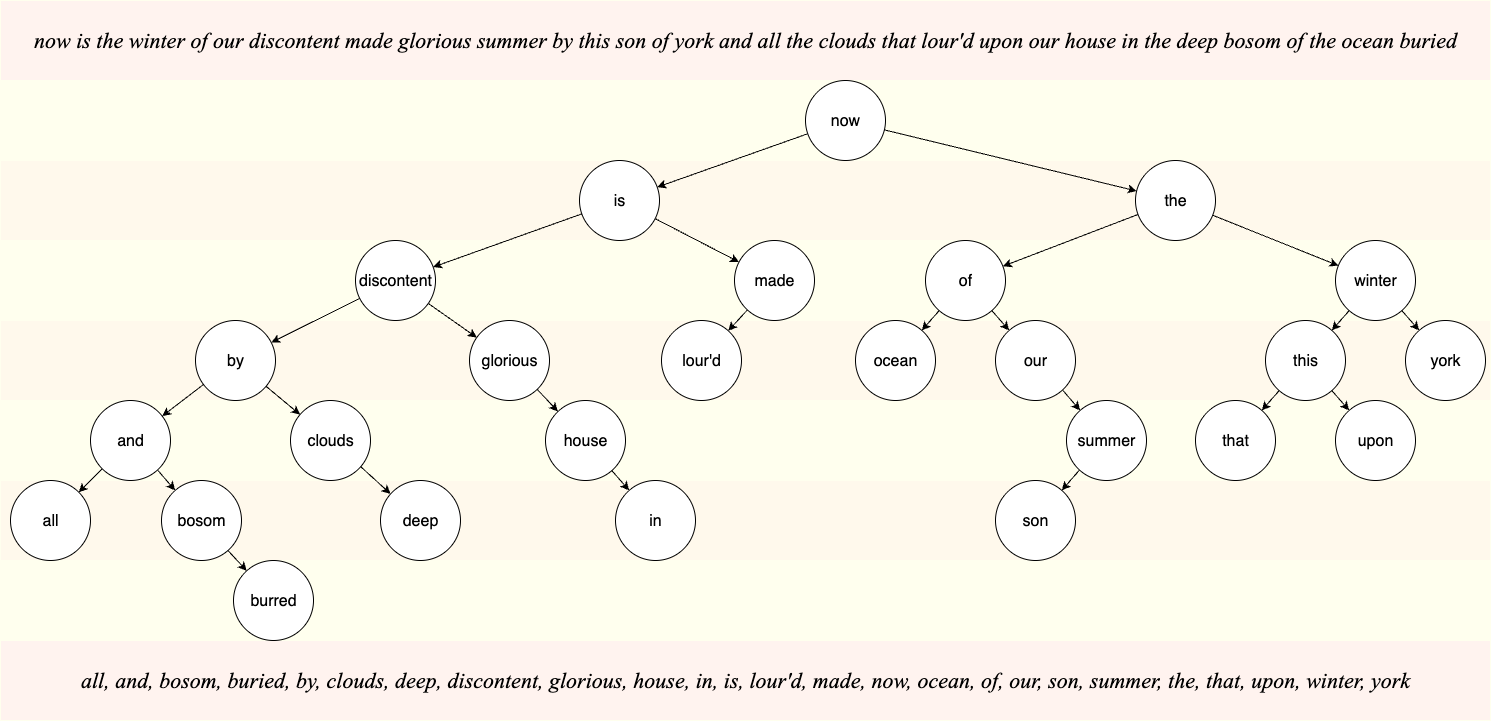 now is the winter of our discontent made glorious summer by this son of york and all the clouds that lour'd upon our house in the deep bosom of the ocean buried
now
is
the
discontent
made
of
winter
by
glorious
lour'd
ocean
our
this
york
and
clouds
house
summer
that
upon
all
bosom
deep
in
son
burred
all, and, bosom, buried, by, clouds, deep, discontent, glorious, house, in, is, lour'd, made, now, ocean, of, our, son, summer, the, that, upon, winter, york